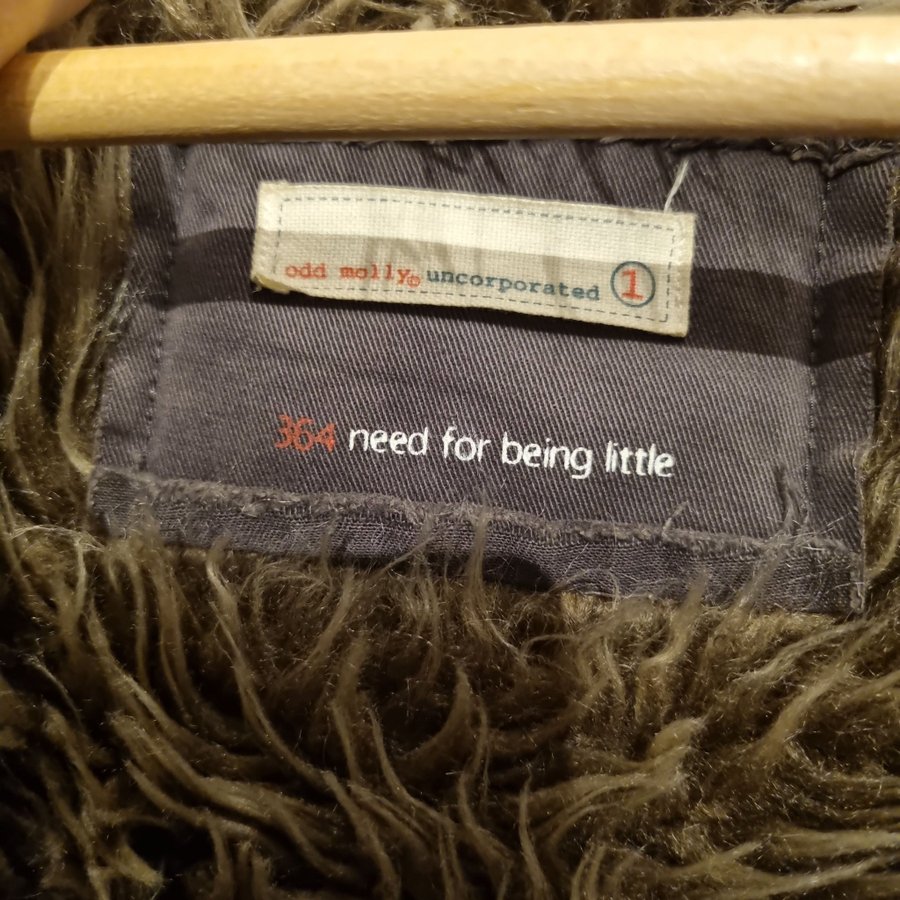 odd molly® uncorporated 1
364 need for being little